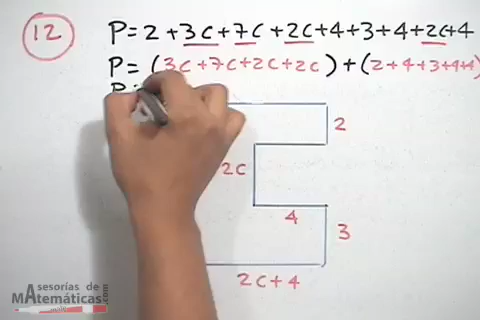 12
P=2+3c+7c+2c+4+3+4+2c+4
P=(3c+7c+2c+2c)+(2+4+3+4+4)
P
2
2c
4
3
2c+4
Asesorías de
Matemáticas.com